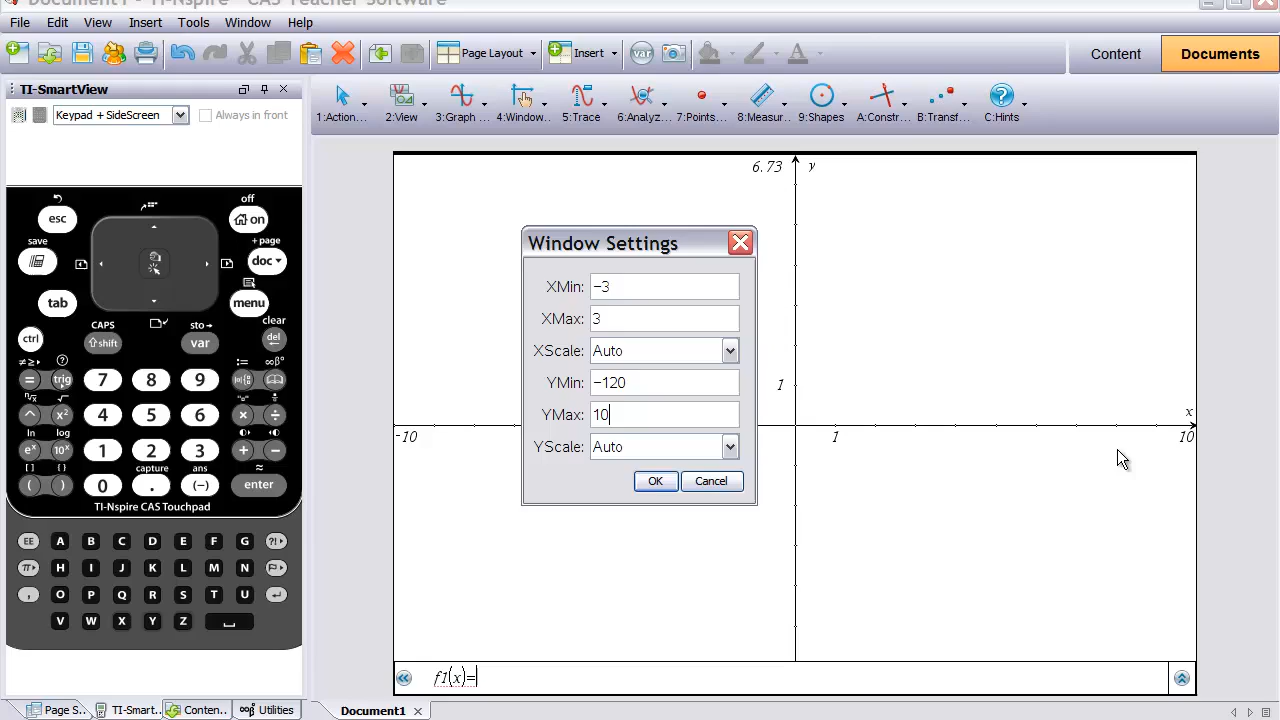 Document1 - TI-Nspire - CAS Teacher Software
File Edit View Insert Tools Window Help
Page Layout Insert var A Content Documents
TI-SmartView
Keypad + SideScreen Always in front
1:Action... 2:View 3:Graph ... 4:Window.. 5:Trace 6:Analyz... 7:Points... 8:Measur... 9:Shapes A:Constr... B:Transf... C:Hints
6.73 y
Window Settings
XMin: −3
XMax: 3
XScale: Auto
YMin: −120
YMax: 10
YScale: Auto
OK Cancel
1
x
-10 1 10
f1(x)=
off
esc on
save +page
doc
tab menu
CAPS sto→ clear
ctrl shift var del
= trig 7 8 9
^ x² 4 5 6 × ÷
ln log
eˣ 10ˣ 1 2 3 + −
[ ] { } capture ans ≈
( ) 0 . (−) enter
TI-Nspire CAS Touchpad
EE A B C D E F G ?!
π H I J K L M N
, O P Q R S T U
V W X Y Z
Page S... TI-Smart Conten... Utilities Document1